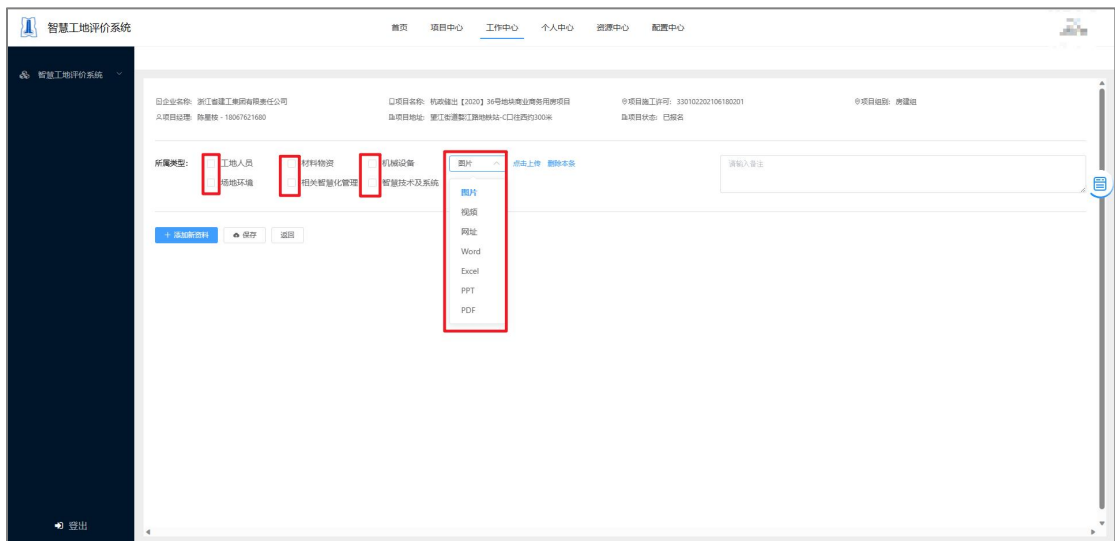 智慧工地评价系统 首页 项目中心 工作中心 个人中心 资源中心 配置中心
智慧工地评价系统
企业名称: 浙江省建工集团有限责任公司 项目名称: 杭政储出【2020】36号地块商业商务用房项目 项目施工许可: 330102202106180201 项目组别: 房建组
项目经理: 陈星桉 - 18067621680 项目地址: 望江街道婺江路地铁站-C口往西约300米 项目状态: 已报名
所属类型: 工地人员 材料物资 机械设备 图片 点击上传 删除本条 请输入备注
场地环境 相关智慧化管理 智慧技术及系统
图片
视频
网址
Word
Excel
PPT
PDF
+ 添加新资料 保存 返回
登出